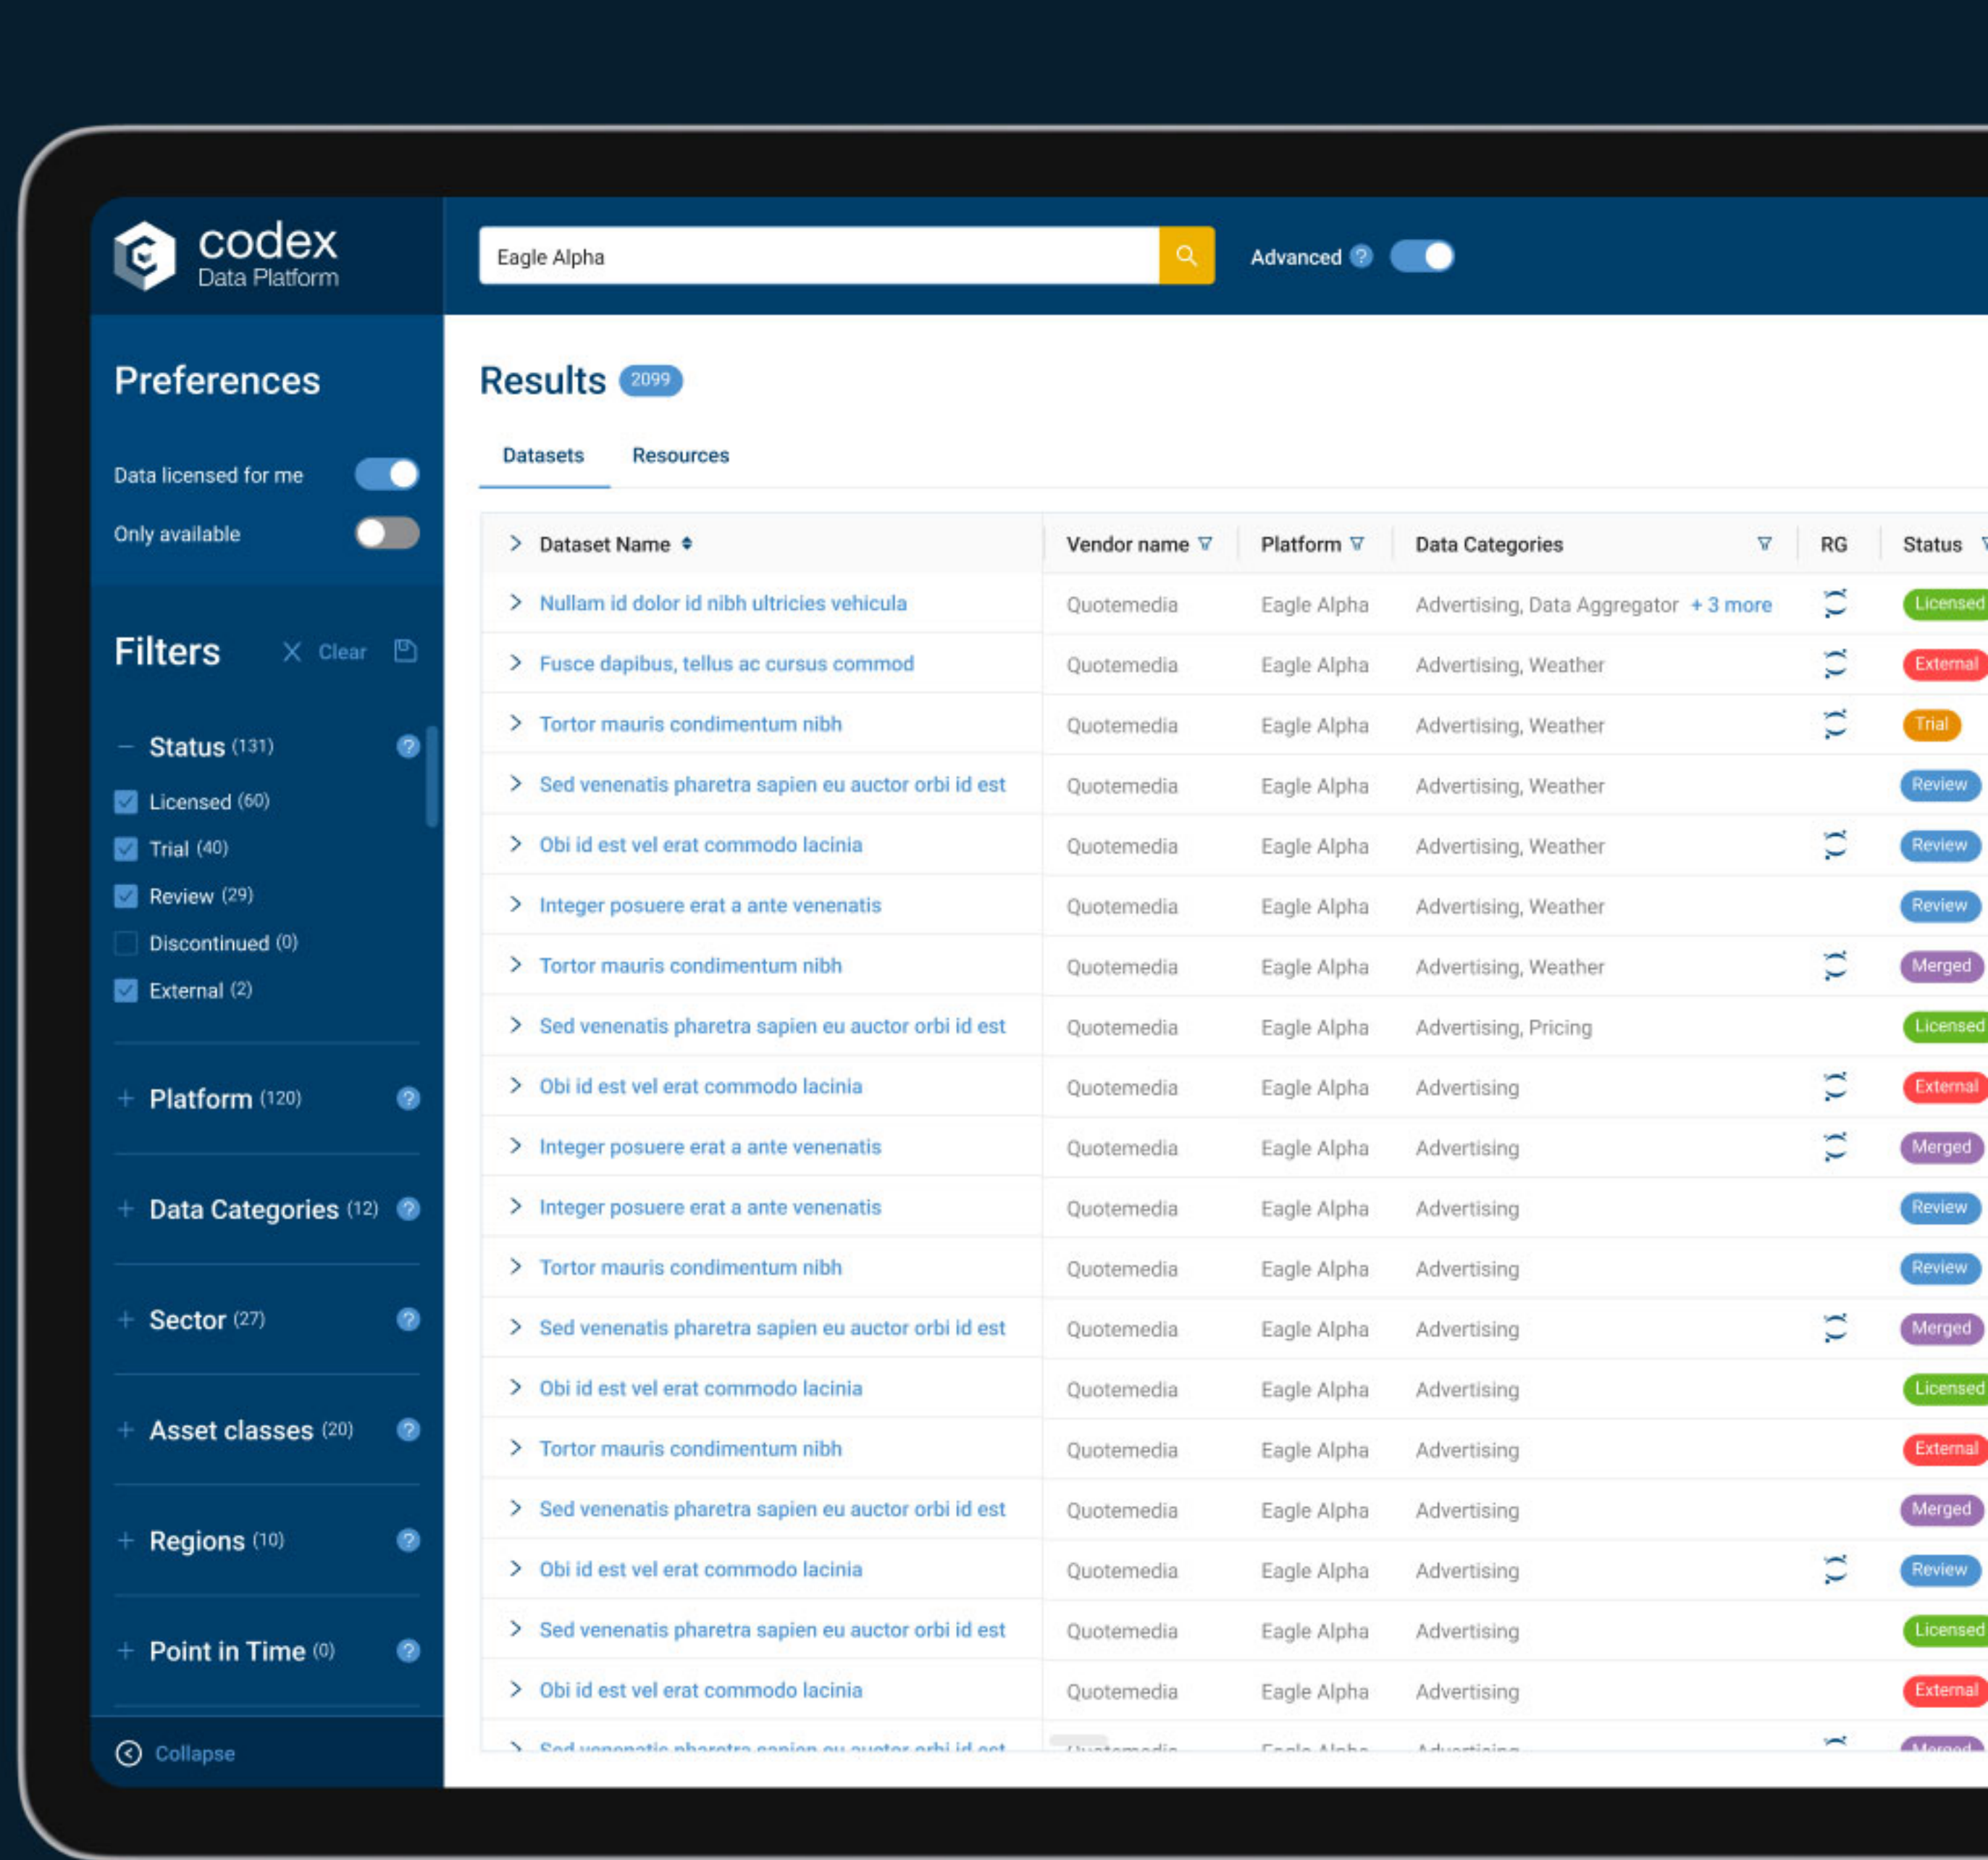 codex
Data Platform
Eagle Alpha
Advanced ?
Preferences
Data licensed for me
Only available
Filters Clear
Status (131) ?
Licensed (60)
Trial (40)
Review (29)
Discontinued (0)
External (2)
Platform (120) ?
Data Categories (12) ?
Sector (27) ?
Asset classes (20) ?
Regions (10) ?
Point in Time (0) ?
Collapse
Results 2099
Datasets Resources
Dataset Name Vendor name Platform Data Categories RG Status
Nullam id dolor id nibh ultricies vehicula Quotemedia Eagle Alpha Advertising, Data Aggregator + 3 more Licensed
Fusce dapibus, tellus ac cursus commod Quotemedia Eagle Alpha Advertising, Weather External
Tortor mauris condimentum nibh Quotemedia Eagle Alpha Advertising, Weather Trial
Sed venenatis pharetra sapien eu auctor orbi id est Quotemedia Eagle Alpha Advertising, Weather Review
Obi id est vel erat commodo lacinia Quotemedia Eagle Alpha Advertising, Weather Review
Integer posuere erat a ante venenatis Quotemedia Eagle Alpha Advertising, Weather Review
Tortor mauris condimentum nibh Quotemedia Eagle Alpha Advertising, Weather Merged
Sed venenatis pharetra sapien eu auctor orbi id est Quotemedia Eagle Alpha Advertising, Pricing Licensed
Obi id est vel erat commodo lacinia Quotemedia Eagle Alpha Advertising External
Integer posuere erat a ante venenatis Quotemedia Eagle Alpha Advertising Merged
Integer posuere erat a ante venenatis Quotemedia Eagle Alpha Advertising Review
Tortor mauris condimentum nibh Quotemedia Eagle Alpha Advertising Review
Sed venenatis pharetra sapien eu auctor orbi id est Quotemedia Eagle Alpha Advertising Merged
Obi id est vel erat commodo lacinia Quotemedia Eagle Alpha Advertising Licensed
Tortor mauris condimentum nibh Quotemedia Eagle Alpha Advertising External
Sed venenatis pharetra sapien eu auctor orbi id est Quotemedia Eagle Alpha Advertising Merged
Obi id est vel erat commodo lacinia Quotemedia Eagle Alpha Advertising Review
Sed venenatis pharetra sapien eu auctor orbi id est Quotemedia Eagle Alpha Advertising Licensed
Obi id est vel erat commodo lacinia Quotemedia Eagle Alpha Advertising External
Sed venenatis pharetra sapien eu auctor orbi id est Quotemedia Eagle Alpha Advertising Merged